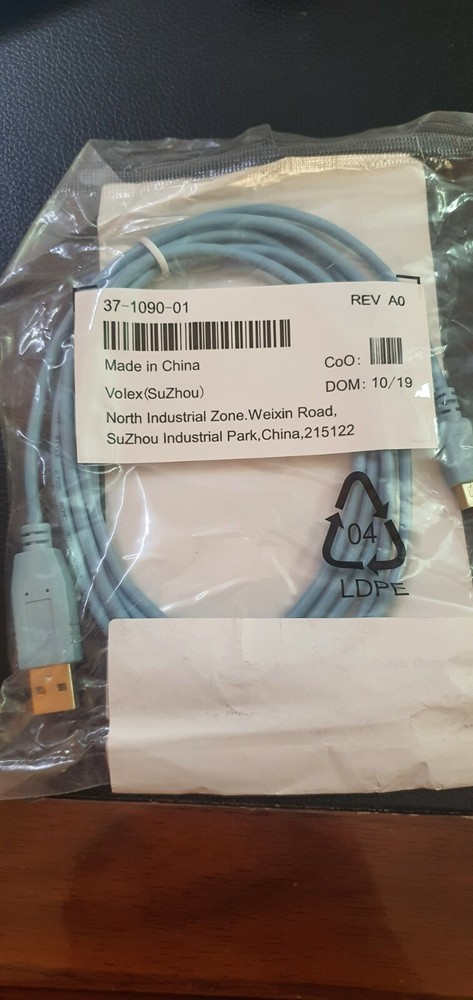 37-1090-01
REV A0
Made in China
CoO:
Volex(SuZhou)
DOM: 10/19
North Industrial Zone.Weixin Road,
SuZhou Industrial Park,China,215122
04
LDPE